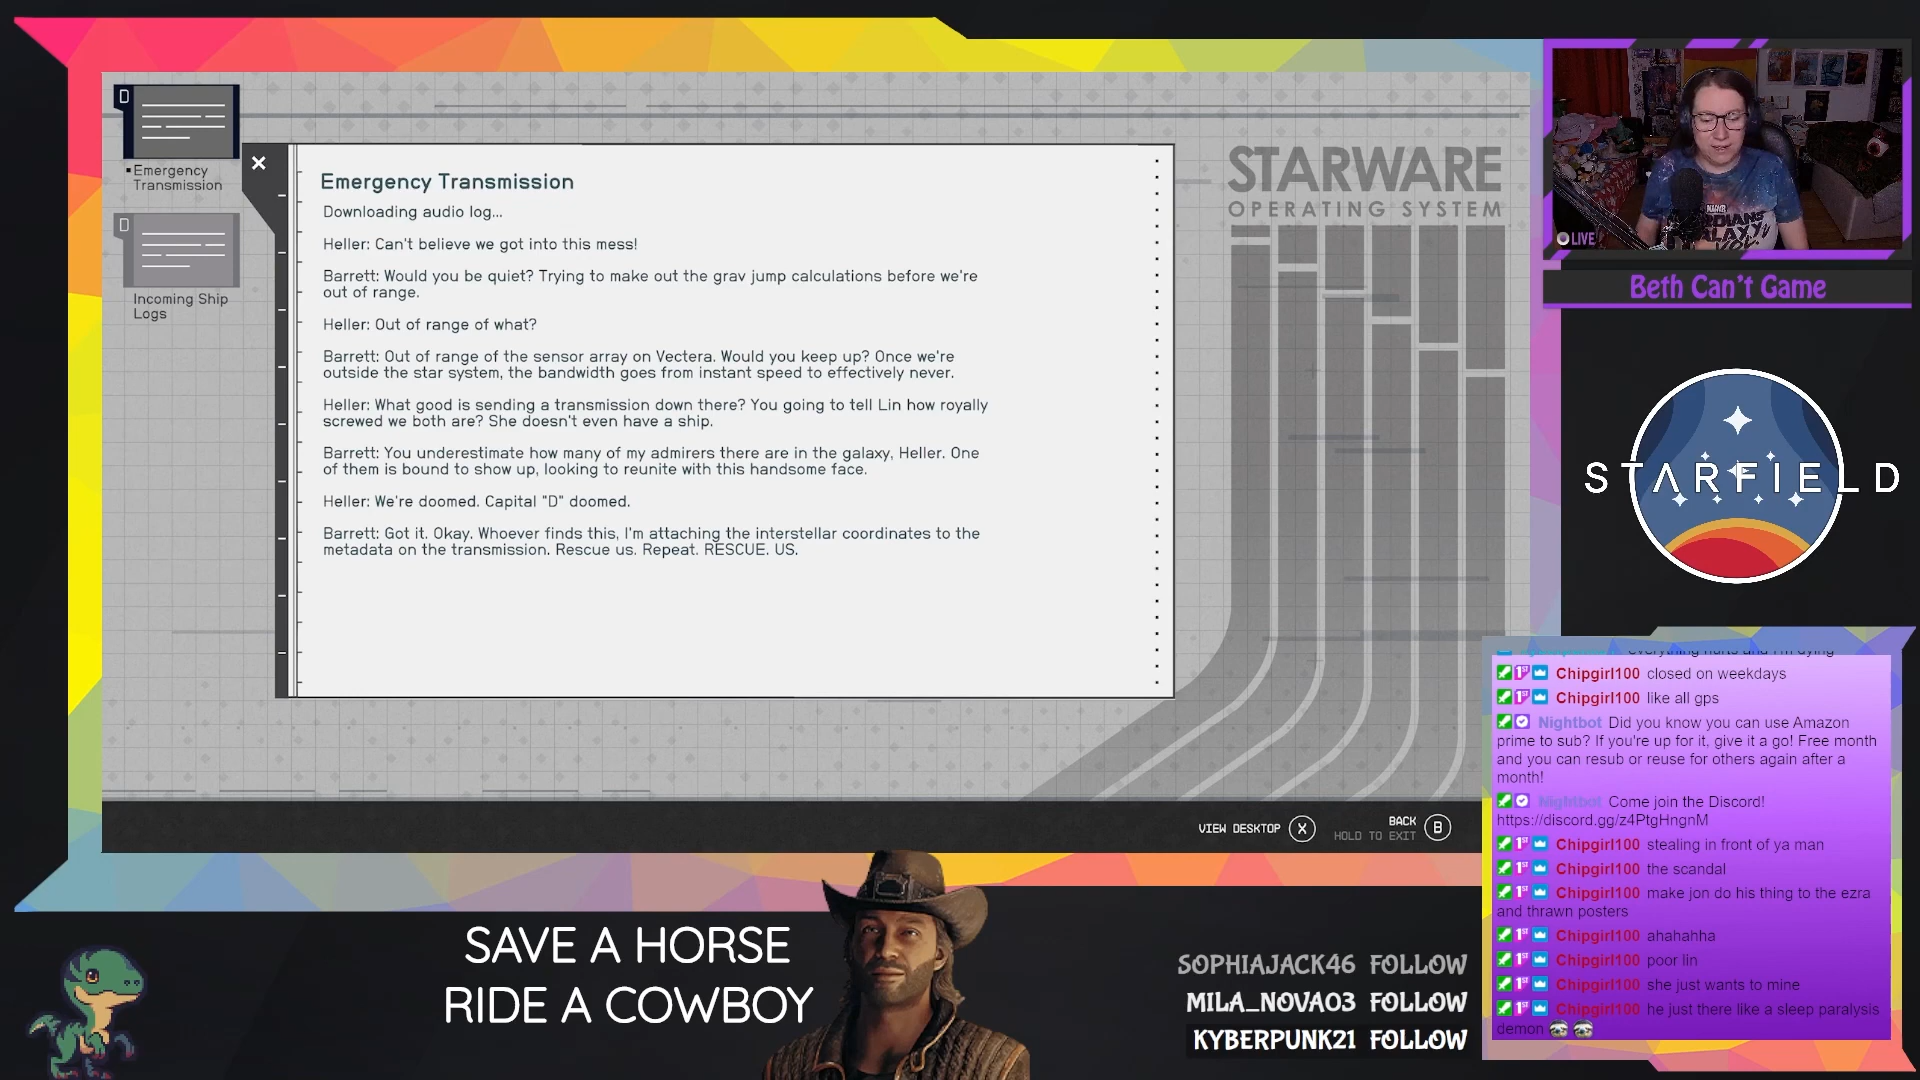 D
Emergency
Transmission
D
Incoming Ship
Logs
Emergency Transmission
Downloading audio log...
Heller: Can't believe we got into this mess!
Barrett: Would you be quiet? Trying to make out the grav jump calculations before we're
out of range.
Heller: Out of range of what?
Barrett: Out of range of the sensor array on Vectera. Would you keep up? Once we're
outside the star system, the bandwidth goes from instant speed to effectively never.
Heller: What good is sending a transmission down there? You going to tell Lin how royally
screwed we both are? She doesn't even have a ship.
Barrett: You underestimate how many of my admirers there are in the galaxy, Heller. One
of them is bound to show up, looking to reunite with this handsome face.
Heller: We're doomed. Capital "D" doomed.
Barrett: Got it. Okay. Whoever finds this, I'm attaching the interstellar coordinates to the
metadata on the transmission. Rescue us. Repeat. RESCUE. US.
STARWARE
OPERATING SYSTEM
VIEW DESKTOP X
BACK B
HOLD TO EXIT
LIVE
Beth Can't Game
STARFIELD
everything hurts and I'm dying
Chipgirl100 closed on weekdays
Chipgirl100 like all gps
Nightbot Did you know you can use Amazon
prime to sub? If you're up for it, give it a go! Free month
and you can resub or reuse for others again after a
month!
Nightbot Come join the Discord!
https://discord.gg/z4PtgHngnM
Chipgirl100 stealing in front of ya man
Chipgirl100 the scandal
Chipgirl100 make jon do his thing to the ezra
and thrawn posters
Chipgirl100 ahahahha
Chipgirl100 poor lin
Chipgirl100 she just wants to mine
Chipgirl100 he just there like a sleep paralysis
demon
SAVE A HORSE
RIDE A COWBOY
SOPHIAJACK46 FOLLOW
MILA_NOVA03 FOLLOW
KYBERPUNK21 FOLLOW